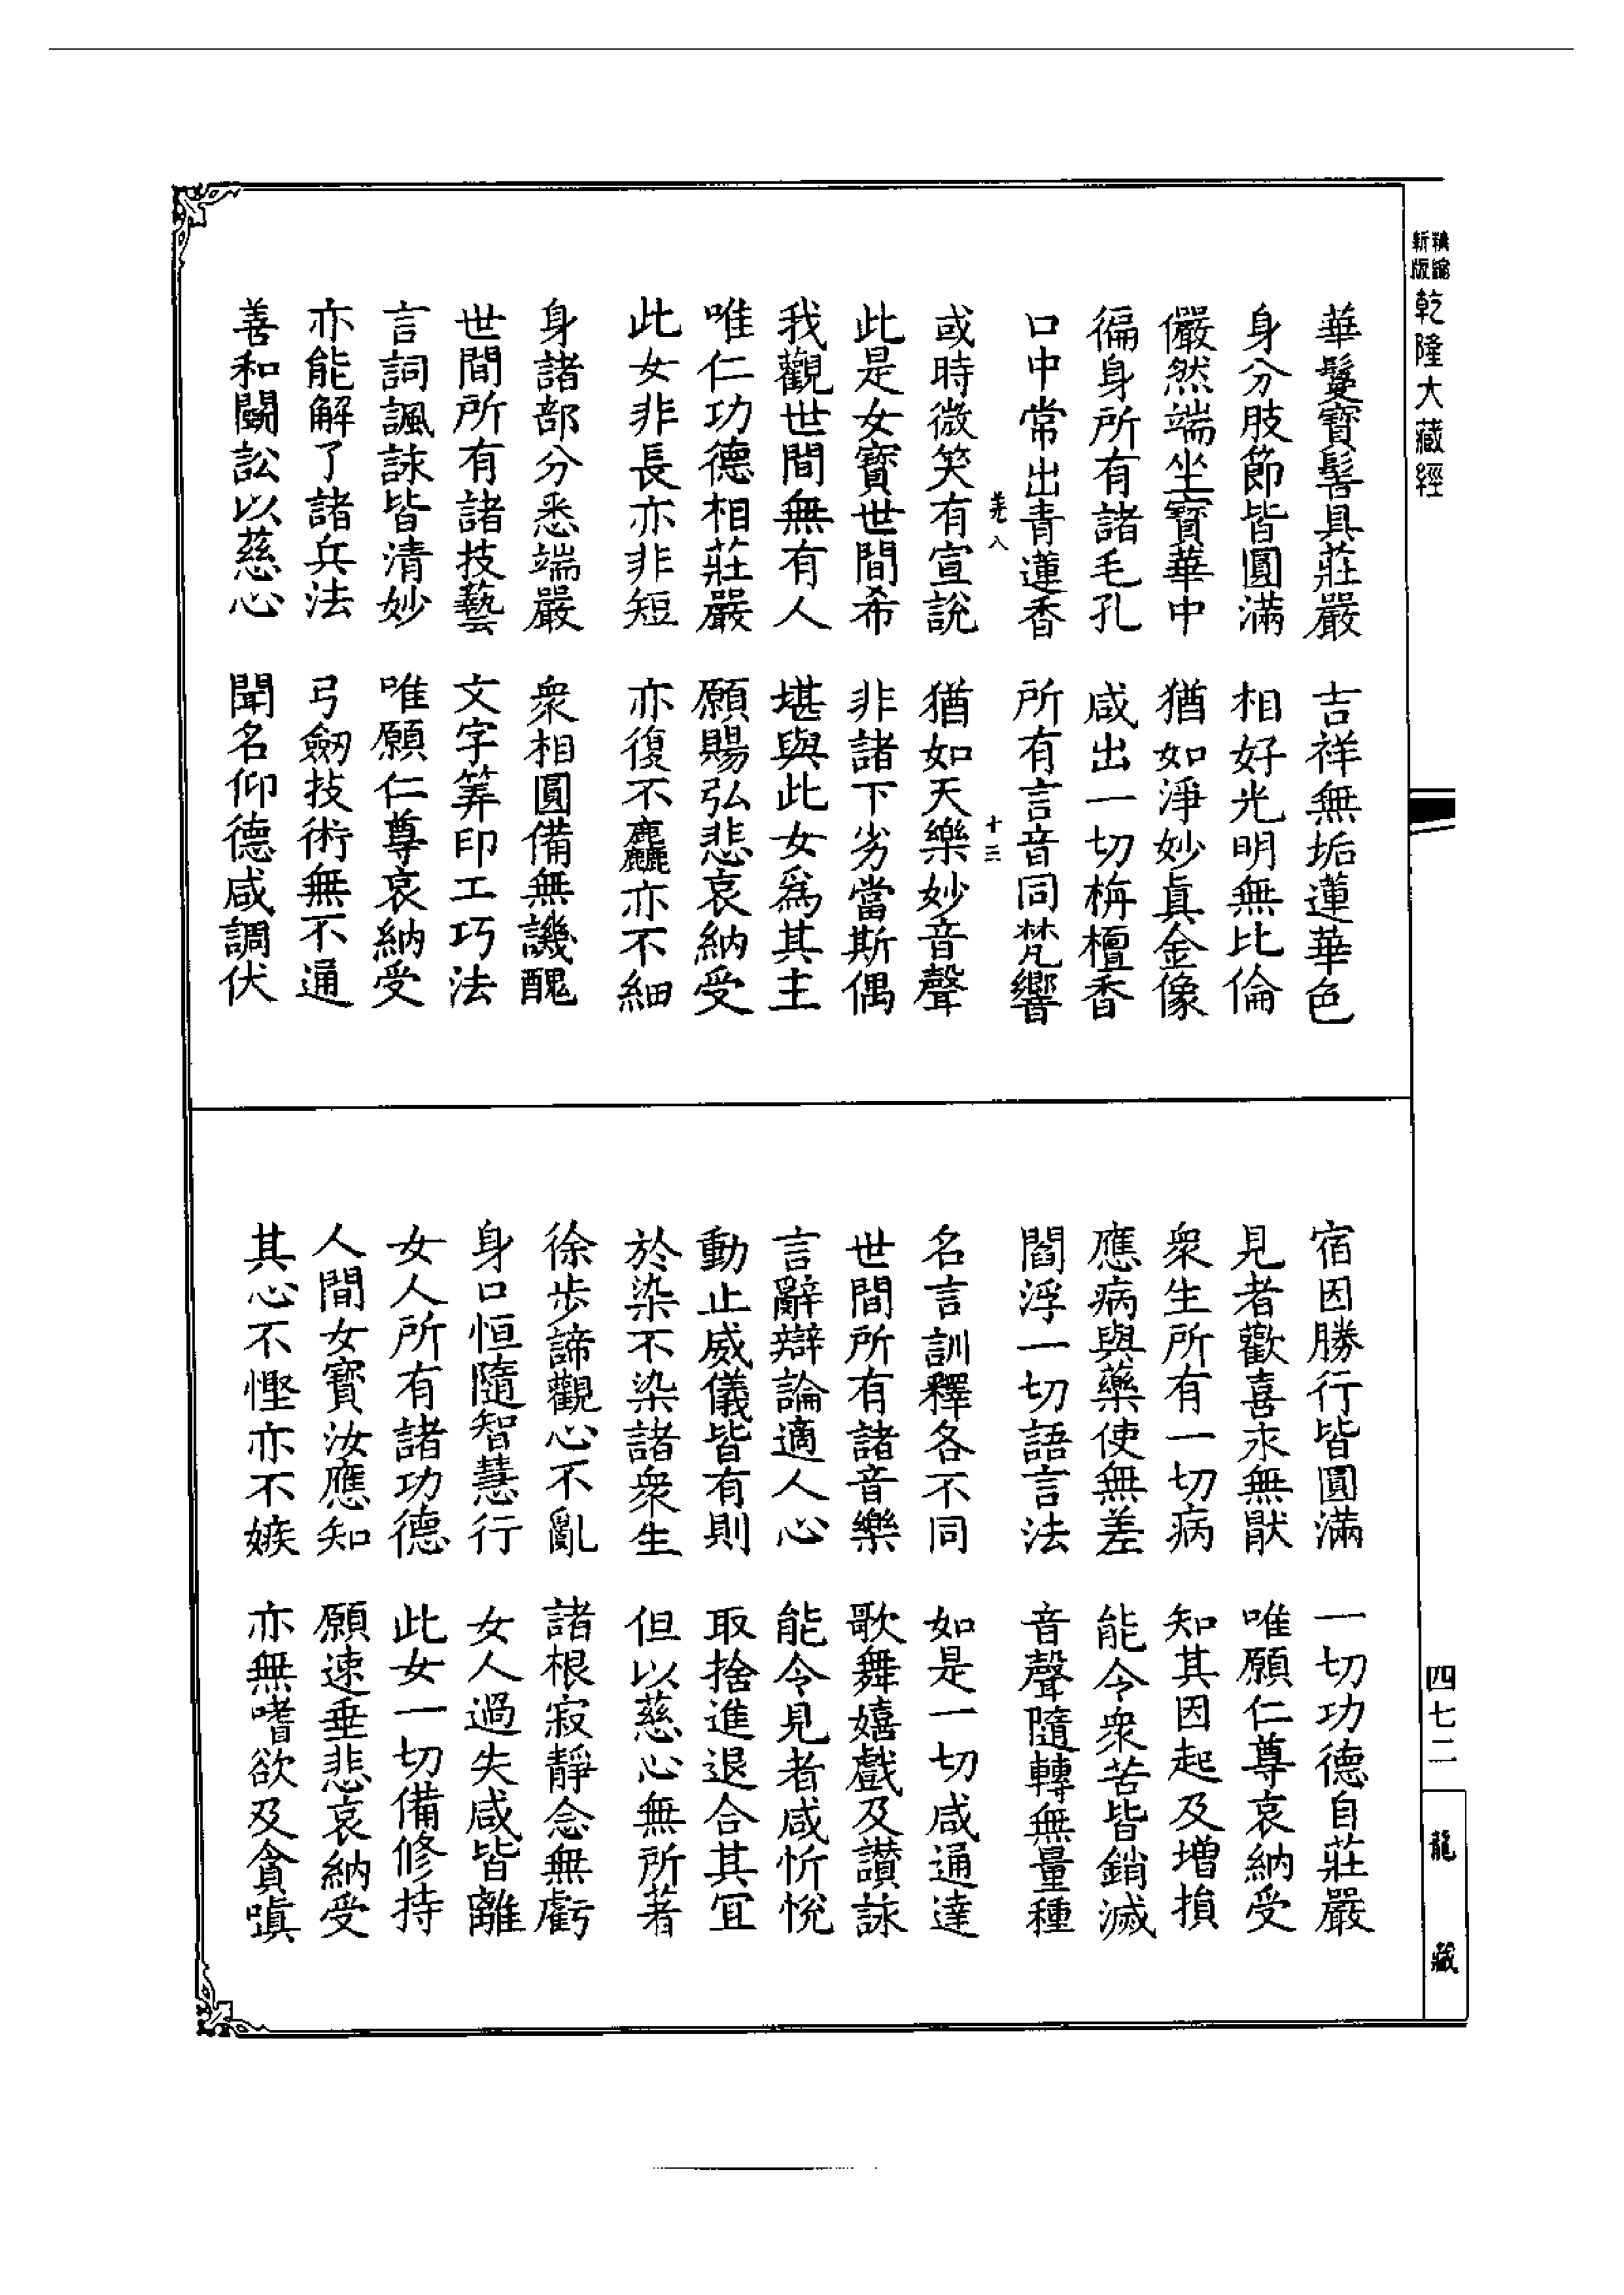 精縮新版乾隆大藏經
華鬘寶髻具莊嚴　吉祥無垢蓮華色
身分肢節皆圓滿　相好光明無比倫
儼然端坐寶華中　猶如淨妙真金像
徧身所有諸毛孔　咸出一切栴檀香
口中常出青蓮香　所有言音同梵響
十三
或時微笑有宣說　猶如天樂妙音聲
此是女寶世間希　非諸下劣當斯偶
我觀世間無有人　堪與此女為其主
唯仁功德相莊嚴　願賜弘悲哀納受
此女非長亦非短　亦復不麤亦不細
身諸部分悉端嚴　衆相圓備無譏醜
世間所有諸技藝　文字筭印工巧法
言詞諷詠皆清妙　唯願仁尊哀納受
亦能解了諸兵法　弓劒技術無不通
善和鬭訟以慈心　聞名仰德咸調伏
宿因勝行皆圓滿　一切功德自莊嚴
見者歡喜永無猒　唯願仁尊哀納受
衆生所有一切病　知其因起及增損
應病與藥使無差　能令衆苦皆銷滅
閻浮一切語言法　音聲隨轉無量種
名言訓釋各不同　如是一切咸通達
世間所有諸音樂　歌舞嬉戲及讚詠
言辭辯論適人心　能令見者咸忻悅
動止威儀皆有則　取捨進退合其宜
於染不染諸衆生　但以慈心無所著
徐步諦觀心不亂　諸根寂靜念無虧
身口恒隨智慧行　女人過失咸皆離
女人所有諸功德　此女一切備修持
人間女寶汝應知　願速垂悲哀納受
其心不慳亦不嫉　亦無嗜欲及貪嗔
四七二
龍藏